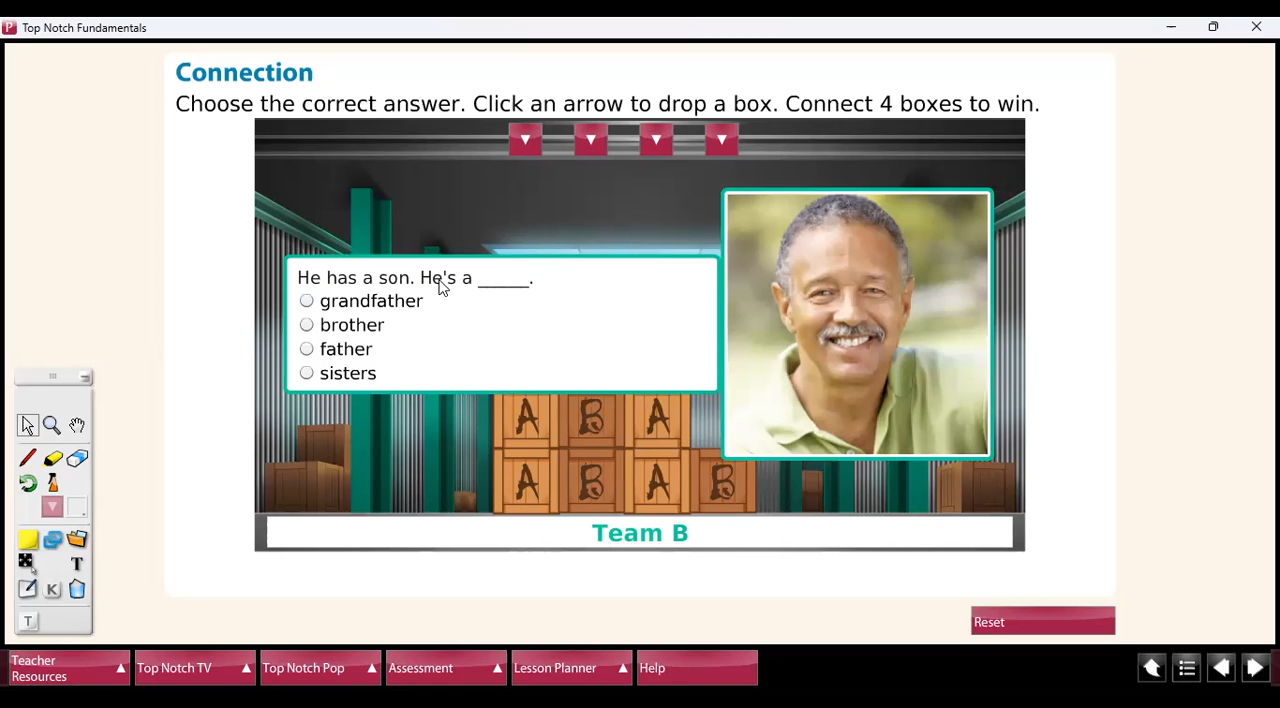 Top Notch Fundamentals
Connection
Choose the correct answer. Click an arrow to drop a box. Connect 4 boxes to win.
He has a son. He's a ______.
grandfather
brother
father
sisters
A B A
A B A B
Team B
T
K
T
Reset
Teacher
Resources
Top Notch TV
Top Notch Pop
Assessment
Lesson Planner
Help